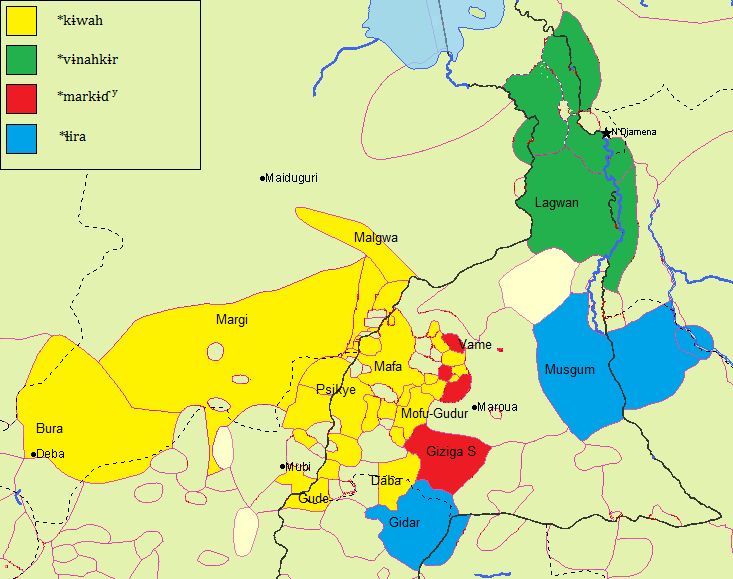 *kɨwah
*vɨnahkɨr
*markɨɗʸ
*ɬira
N'Djamena
Maiduguri
Lagwan
Malgwa
Margi
Vame
Mafa
Musgum
Psikye
Mofu-Gudur
Maroua
Bura
Giziga S
Deba
Mubi
Daba
Gude
Gidar